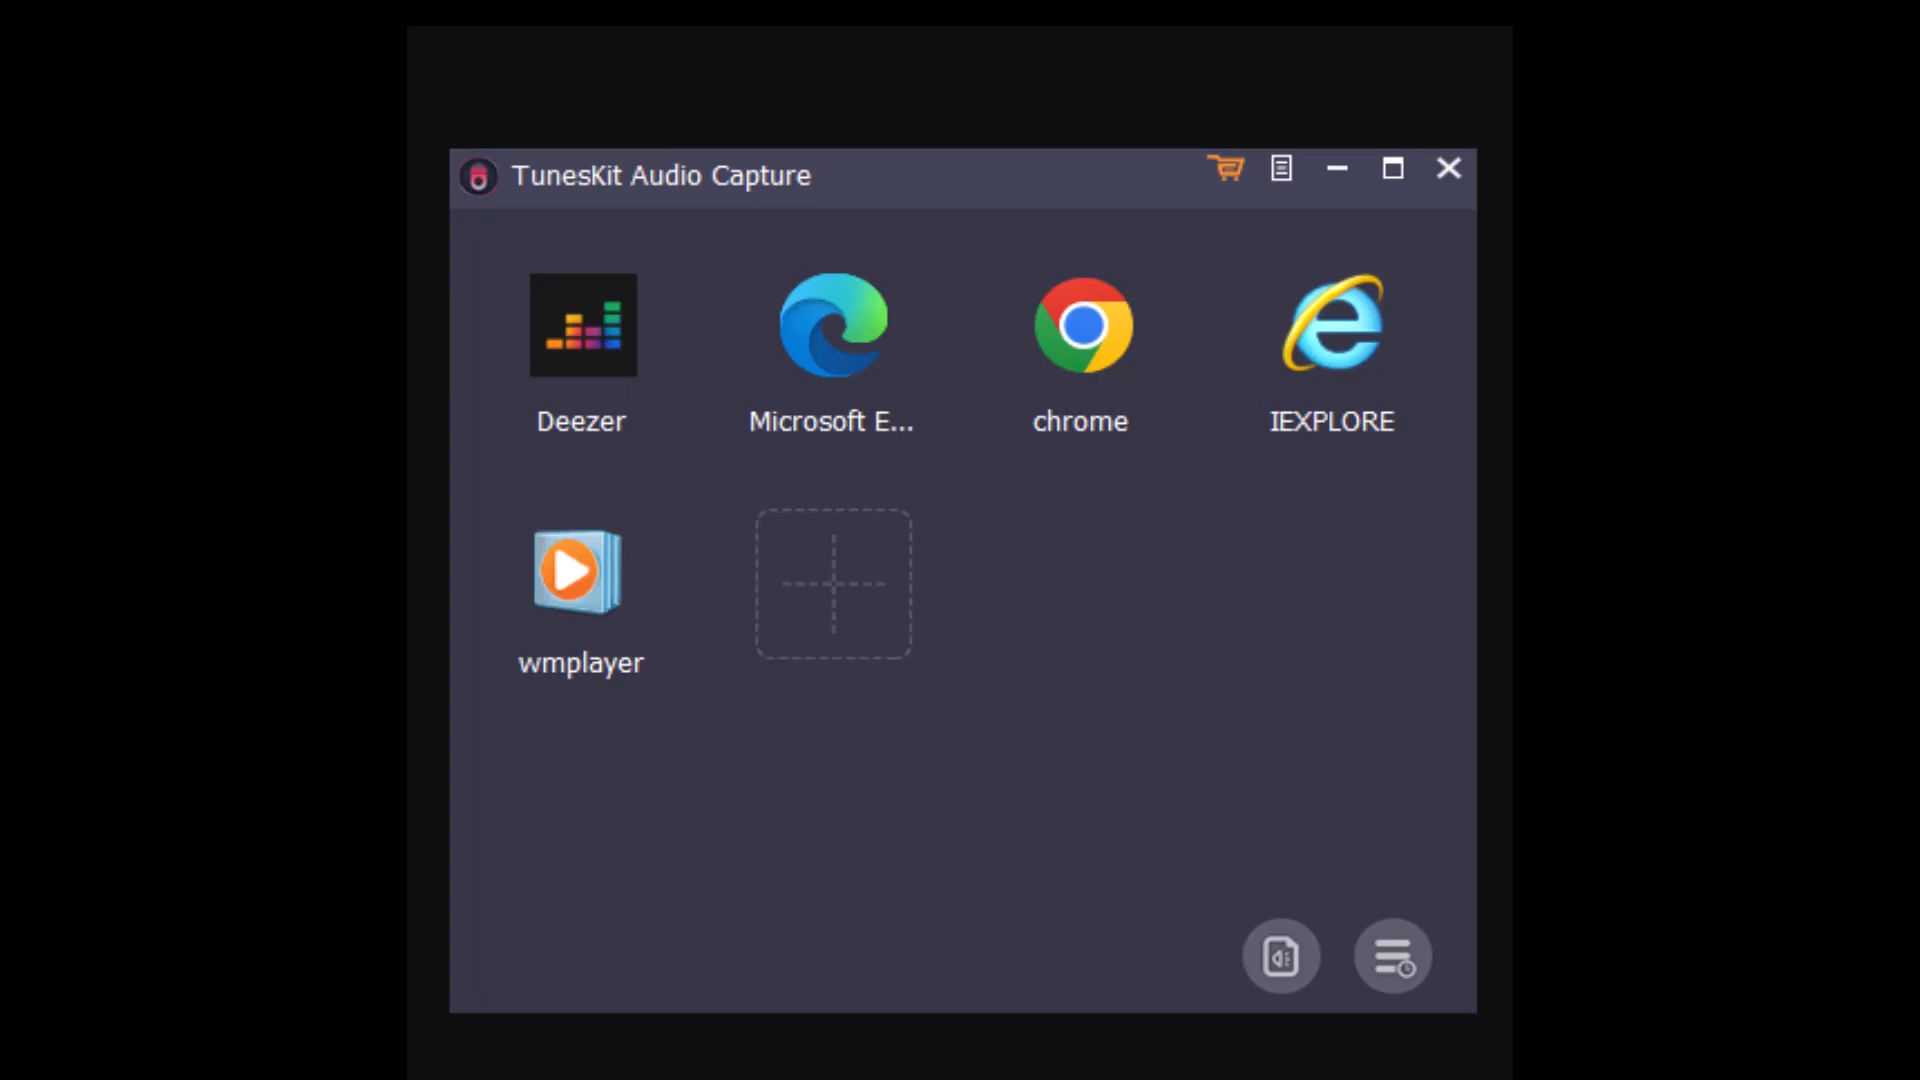 TunesKit Audio Capture
Deezer
Microsoft E...
chrome
IEXPLORE
wmplayer